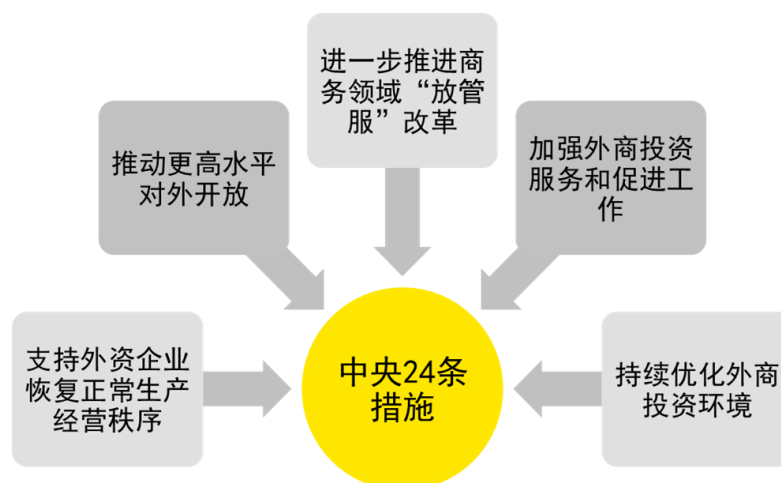 进一步推进商
务领域“放管
服”改革
推动更高水平
对外开放
加强外商投资
服务和促进工
作
支持外资企业
恢复正常生产
经营秩序
中央24条
措施
持续优化外商
投资环境